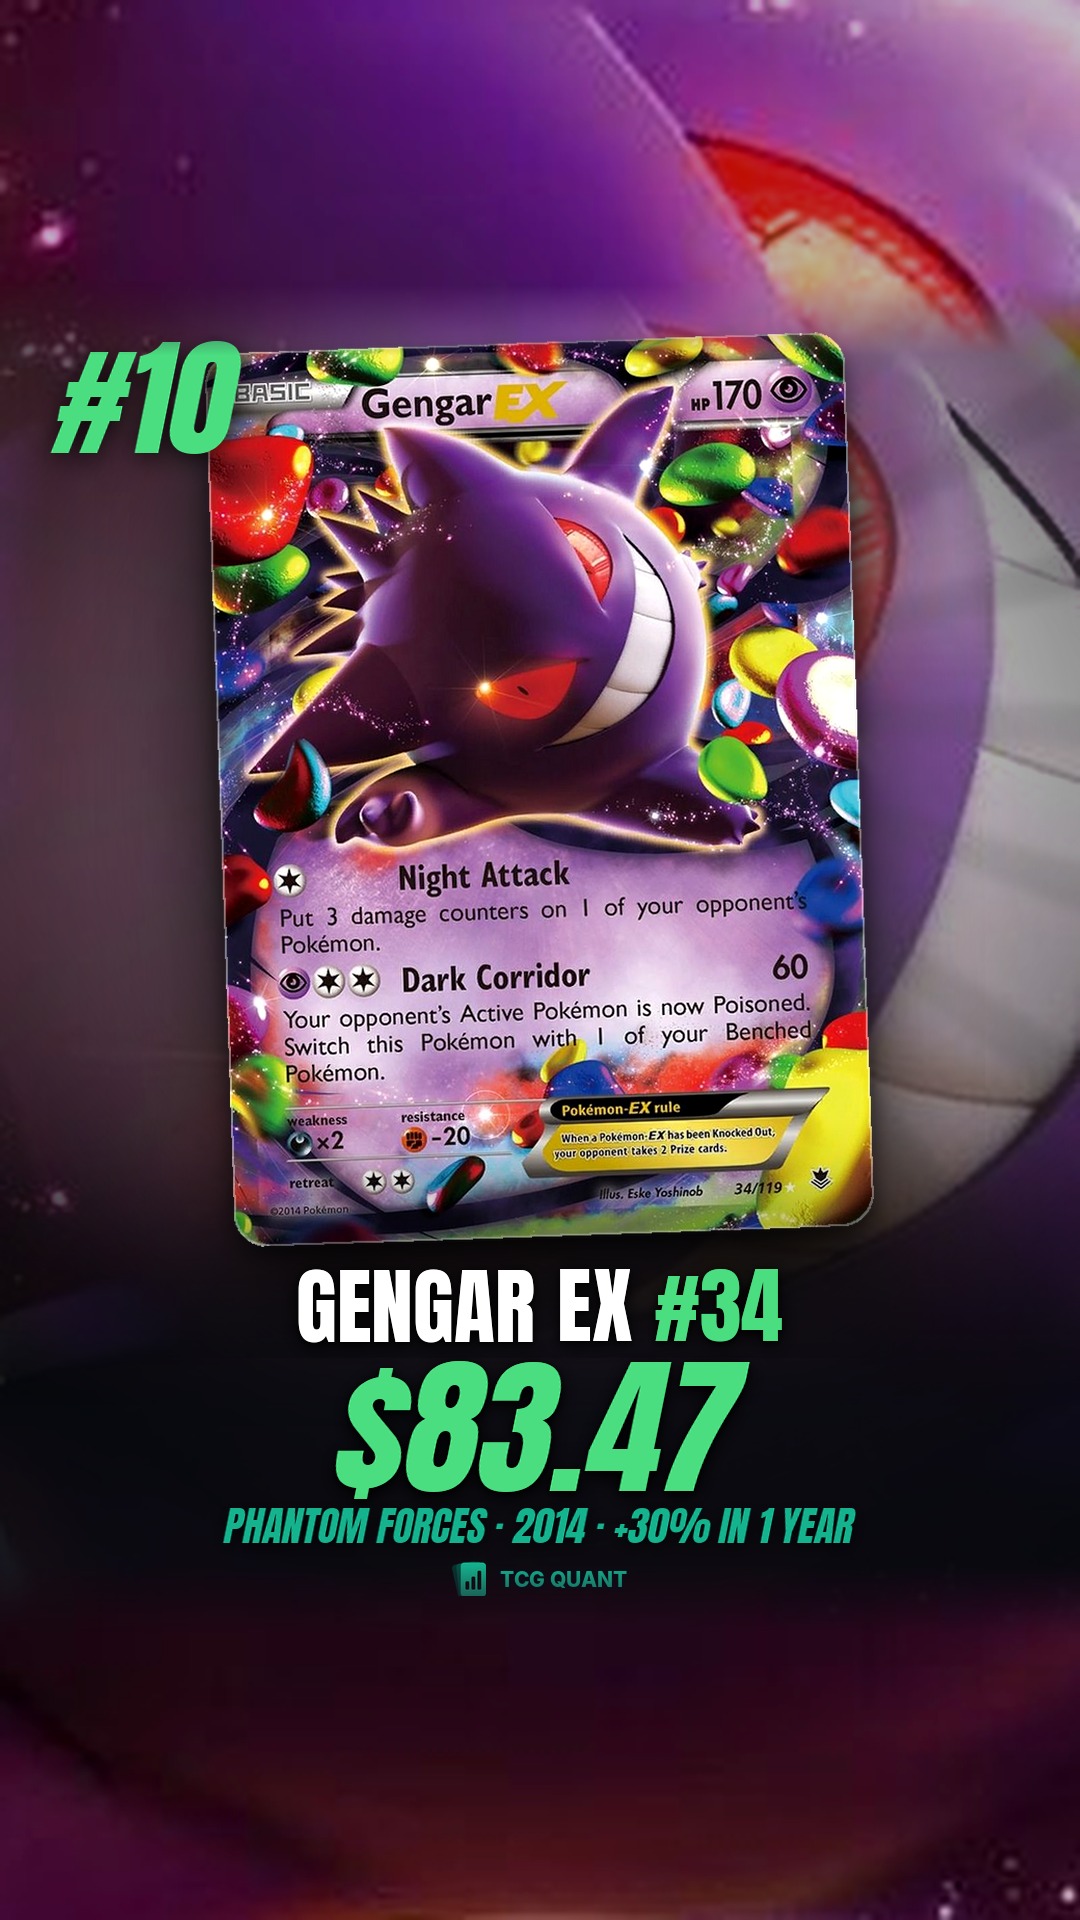 #10
BASIC
Gengar EX
HP 170
Night Attack
Put 3 damage counters on 1 of your opponent's
Pokémon.
Dark Corridor 60
Your opponent's Active Pokémon is now Poisoned.
Switch this Pokémon with 1 of your Benched
Pokémon.
weakness resistance
×2 -20
Pokémon-EX rule
When a Pokémon-EX has been Knocked Out,
your opponent takes 2 Prize cards.
retreat
Illus. Eske Yoshinob 34/119
©2014 Pokémon
GENGAR EX #34
$83.47
PHANTOM FORCES · 2014 · +30% IN 1 YEAR
TCG QUANT